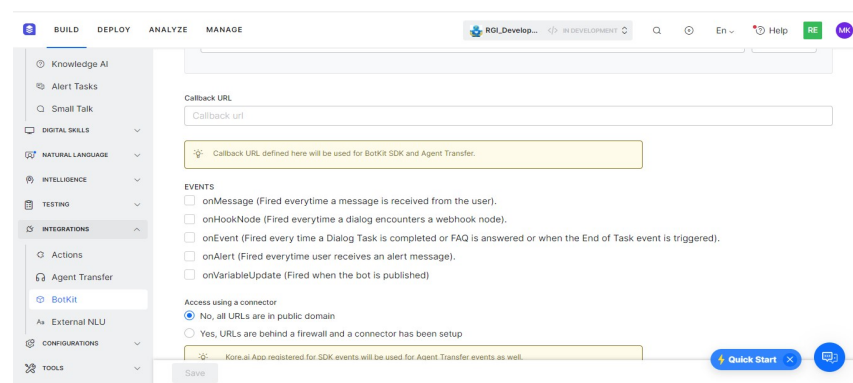 BUILD DEPLOY ANALYZE MANAGE RGI_Develop... </> IN DEVELOPMENT En Help RE MK
Knowledge AI
Alert Tasks
Small Talk
DIGITAL SKILLS
NATURAL LANGUAGE
INTELLIGENCE
TESTING
INTEGRATIONS
Actions
Agent Transfer
BotKit
External NLU
CONFIGURATIONS
TOOLS
Callback URL
Callback url
Callback URL defined here will be used for BotKit SDK and Agent Transfer.
EVENTS
onMessage (Fired everytime a message is received from the user).
onHookNode (Fired everytime a dialog encounters a webhook node).
onEvent (Fired every time a Dialog Task is completed or FAQ is answered or when the End of Task event is triggered).
onAlert (Fired everytime user receives an alert message).
onVariableUpdate (Fired when the bot is published)
Access using a connector
No, all URLs are in public domain
Yes, URLs are behind a firewall and a connector has been setup
Kore.ai App registered for SDK events will be used for Agent Transfer events as well.
Save
Quick Start